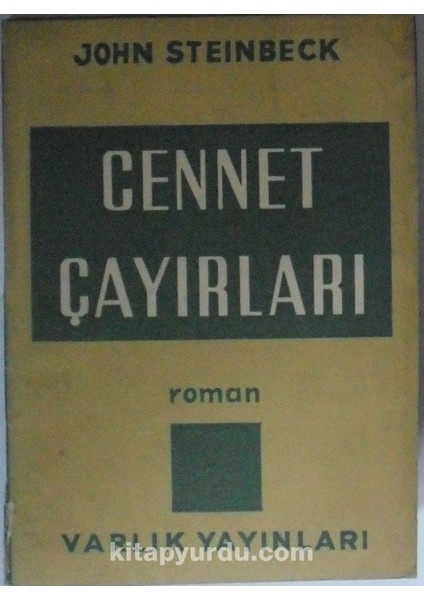 JOHN STEINBECK
CENNET
ÇAYIRLARI
roman
VARLIK YAYINLARI
kitapyurdu.com